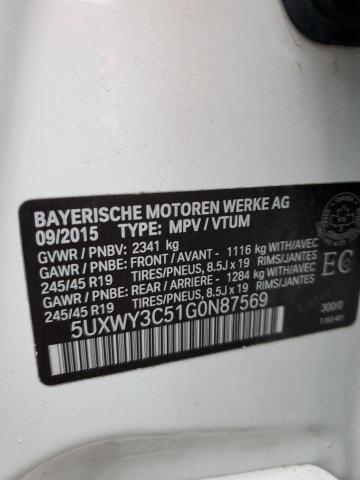 BAYERISCHE MOTOREN WERKE AG
09/2015 TYPE: MPV / VTUM
GVWR / PNBV: 2341 kg
GAWR / PNBE: FRONT / AVANT - 1116 kg WITH/AVEC
245/45 R19 TIRES/PNEUS, 8.5J x 19 RIMS/JANTES
GAWR / PNBE: REAR / ARRIERE - 1284 kg WITH/AVEC
245/45 R19 TIRES/PNEUS, 8.5J x 19 RIMS/JANTES
EC
5UXWY3C51G0N87569
300/0